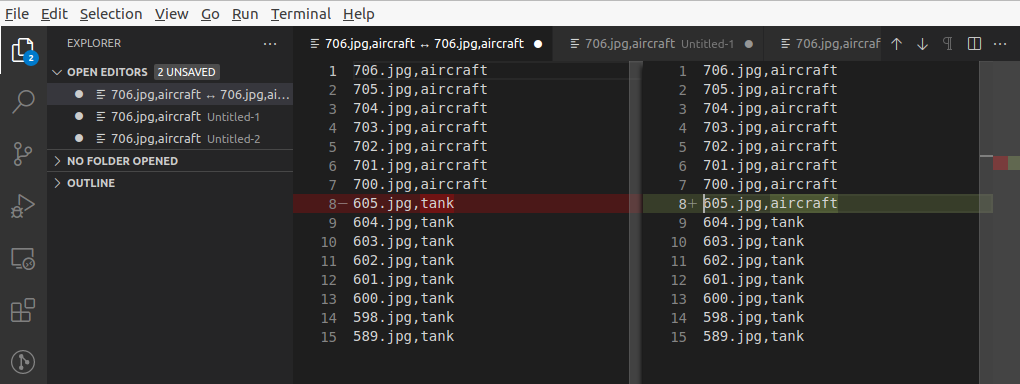 File Edit Selection View Go Run Terminal Help
2
EXPLORER ···
OPEN EDITORS 2 UNSAVED
706.jpg,aircraft ↔ 706.jpg,ai...
706.jpg,aircraft Untitled-1
706.jpg,aircraft Untitled-2
NO FOLDER OPENED
OUTLINE
706.jpg,aircraft ↔ 706.jpg,aircraft ● 706.jpg,aircraft Untitled-1 ● 706.jpg,aircraf
1 706.jpg,aircraft
2 705.jpg,aircraft
3 704.jpg,aircraft
4 703.jpg,aircraft
5 702.jpg,aircraft
6 701.jpg,aircraft
7 700.jpg,aircraft
8− 605.jpg,tank
9 604.jpg,tank
10 603.jpg,tank
11 602.jpg,tank
12 601.jpg,tank
13 600.jpg,tank
14 598.jpg,tank
15 589.jpg,tank
1 706.jpg,aircraft
2 705.jpg,aircraft
3 704.jpg,aircraft
4 703.jpg,aircraft
5 702.jpg,aircraft
6 701.jpg,aircraft
7 700.jpg,aircraft
8+ 605.jpg,aircraft
9 604.jpg,tank
10 603.jpg,tank
11 602.jpg,tank
12 601.jpg,tank
13 600.jpg,tank
14 598.jpg,tank
15 589.jpg,tank